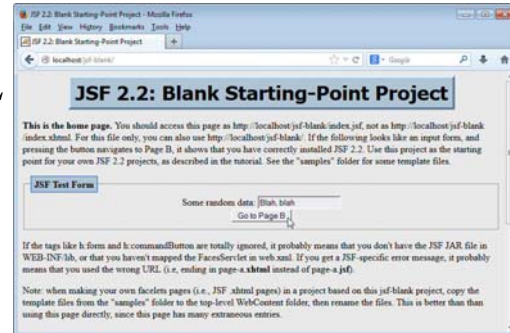 JSF 2.2: Blank Starting-Point Project - Mozilla Firefox
File Edit View History Bookmarks Tools Help
JSF 2.2: Blank Starting-Point Project
localhost/jsf-blank/
Google
JSF 2.2: Blank Starting-Point Project
This is the home page. You should access this page as http://localhost/jsf-blank/index.jsf, not as http://localhost/jsf-blank
/index.xhtml. For this file only, you can also use http://localhost/jsf-blank/. If the following looks like an input form, and
pressing the button navigates to Page B, it shows that you have correctly installed JSF 2.2. Use this project as the starting
point for your own JSF 2.2 projects, as described in the tutorial. See the "samples" folder for some template files.
JSF Test Form
Some random data: Blah, blah
Go to Page B
If the tags like h:form and h:commandButton are totally ignored, it probably means that you don't have the JSF JAR file in
WEB-INF/lib, or that you haven't mapped the FacesServlet in web.xml. If you get a JSF-specific error message, it probably
means that you used the wrong URL (i.e, ending in page-a.xhtml instead of page-a.jsf).
Note: when making your own facelets pages (i.e., JSF .xhtml pages) in a project based on this jsf-blank project, copy the
template files from the "samples" folder to the top-level WebContent folder, then rename the files. This is better than than
using this page directly, since this page has many extraneous entries.